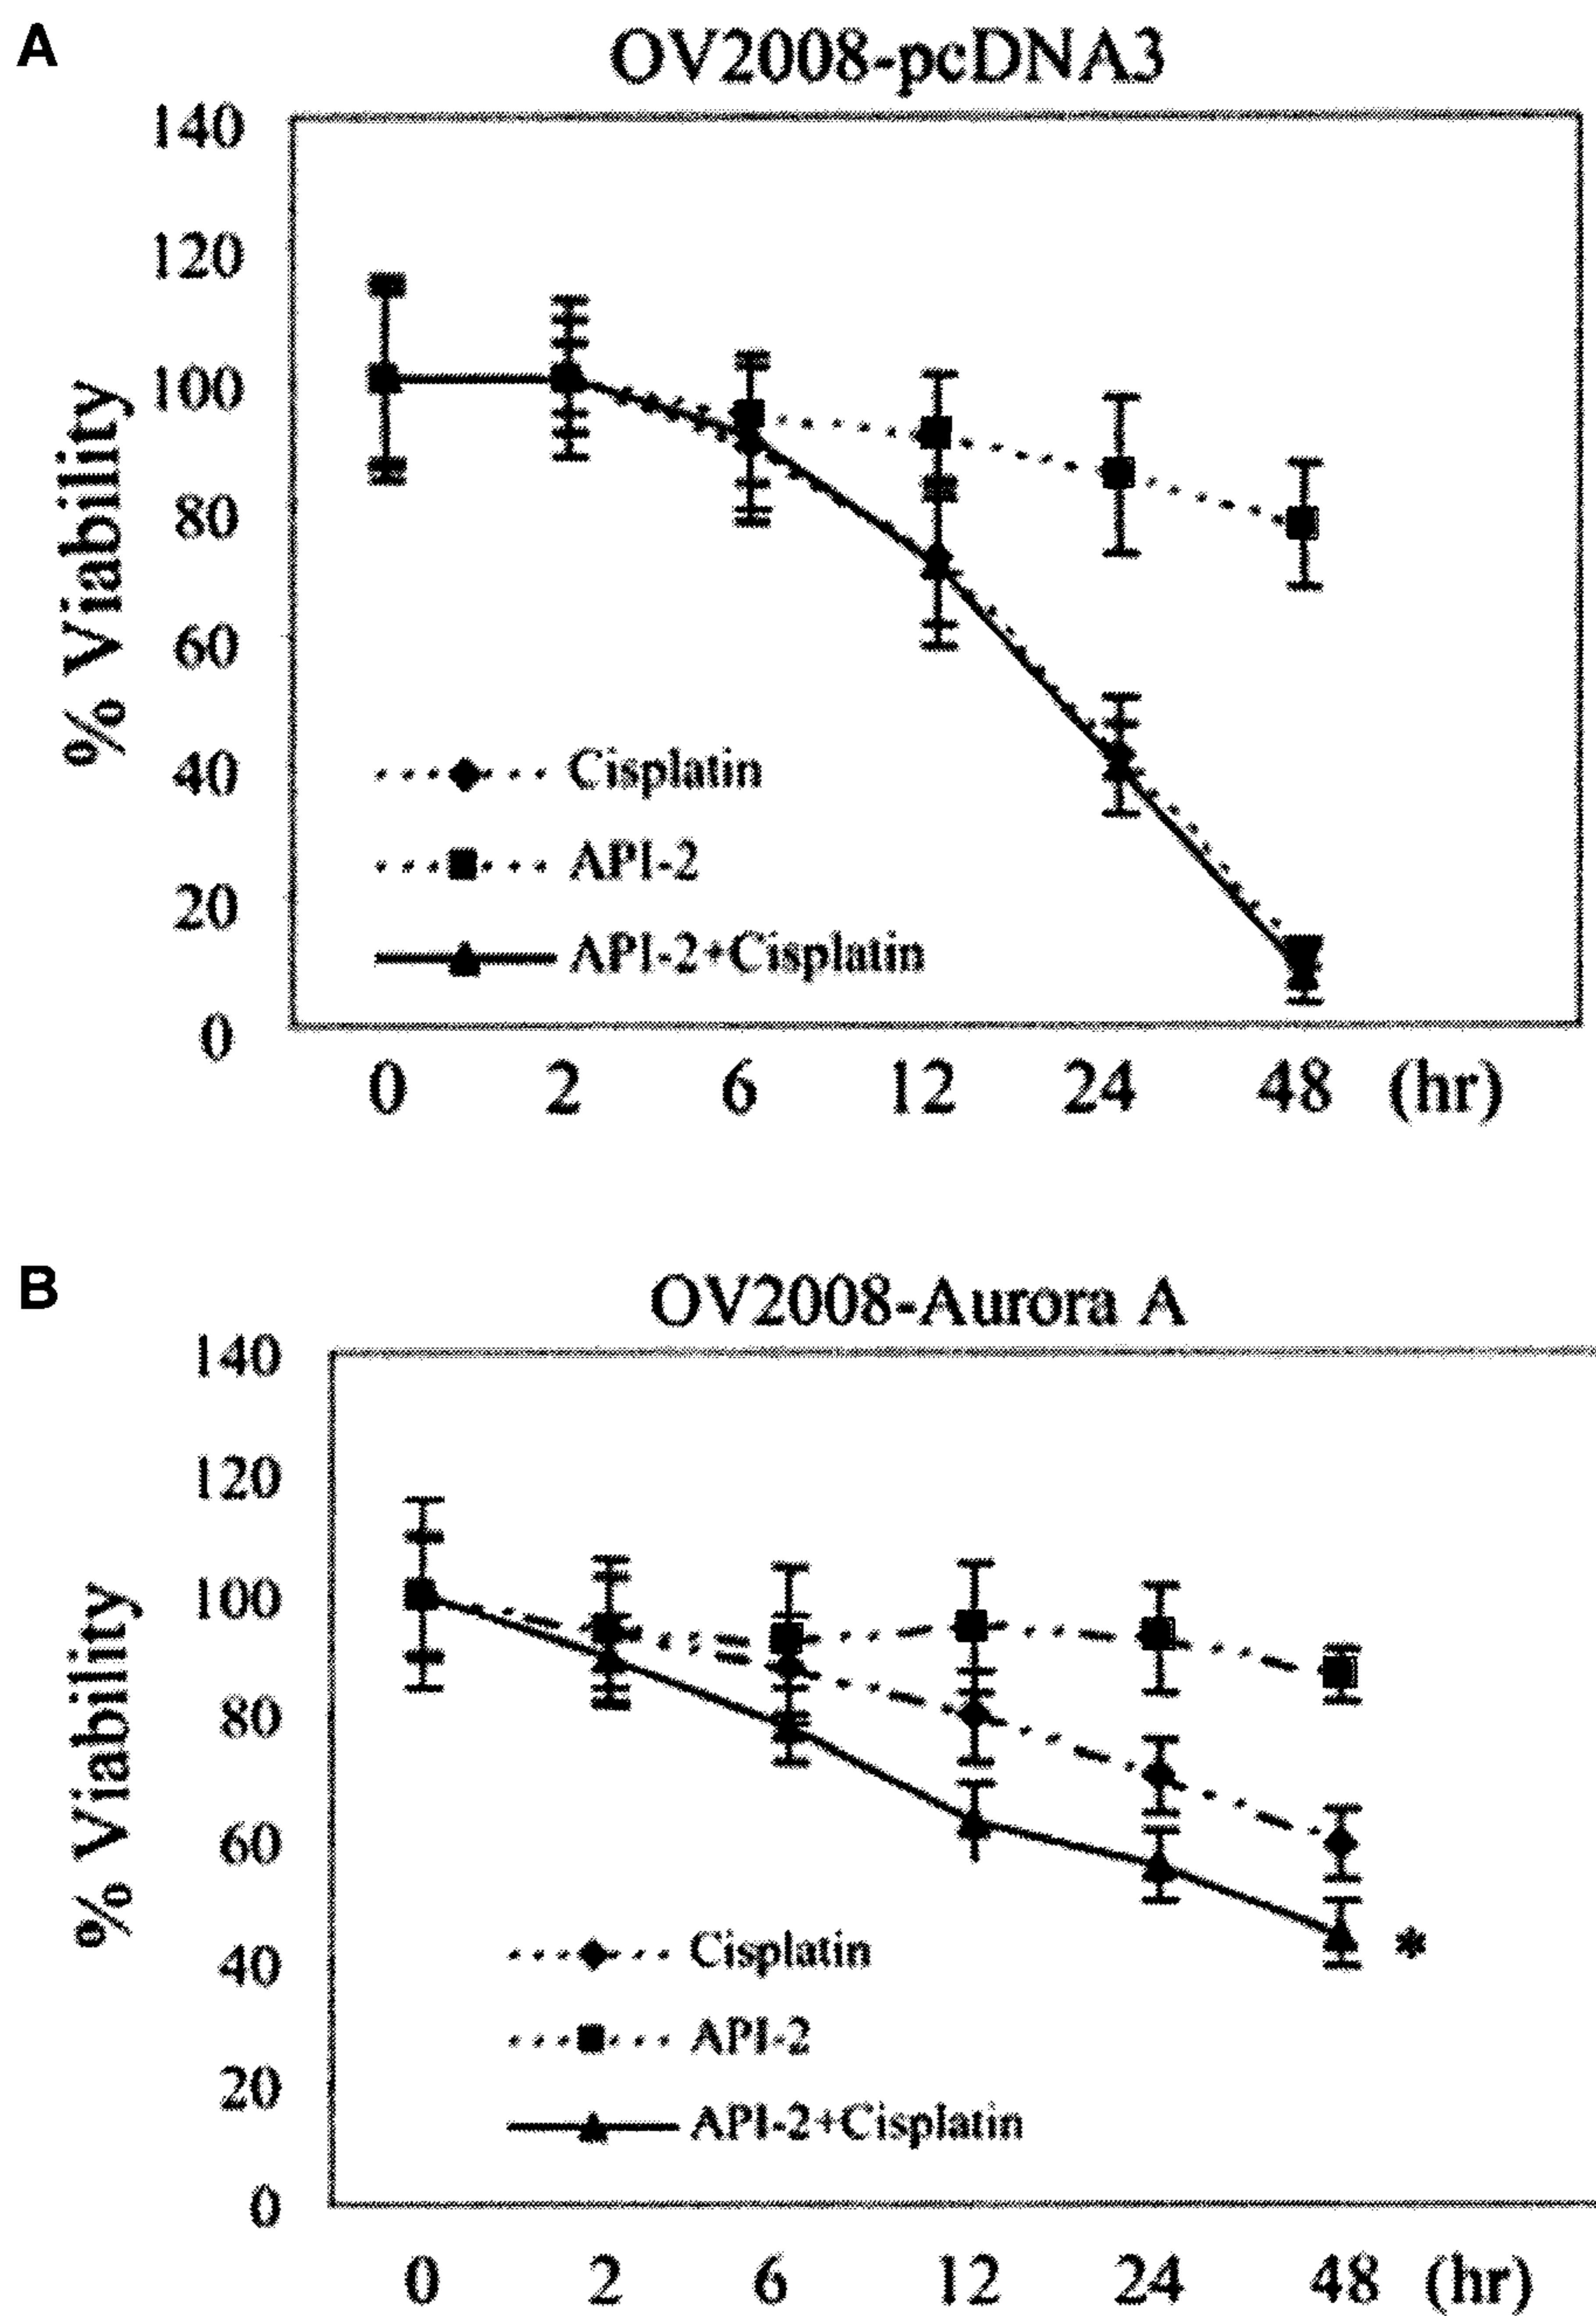 A
OV2008-pcDNA3
140
120
100
80
60
40
20
0
% Viability
Cisplatin
API-2
API-2+Cisplatin
0 2 6 12 24 48 (hr)
B
OV2008-Aurora A
140
120
100
80
60
40
20
0
% Viability
*
Cisplatin
API-2
API-2+Cisplatin
0 2 6 12 24 48 (hr)